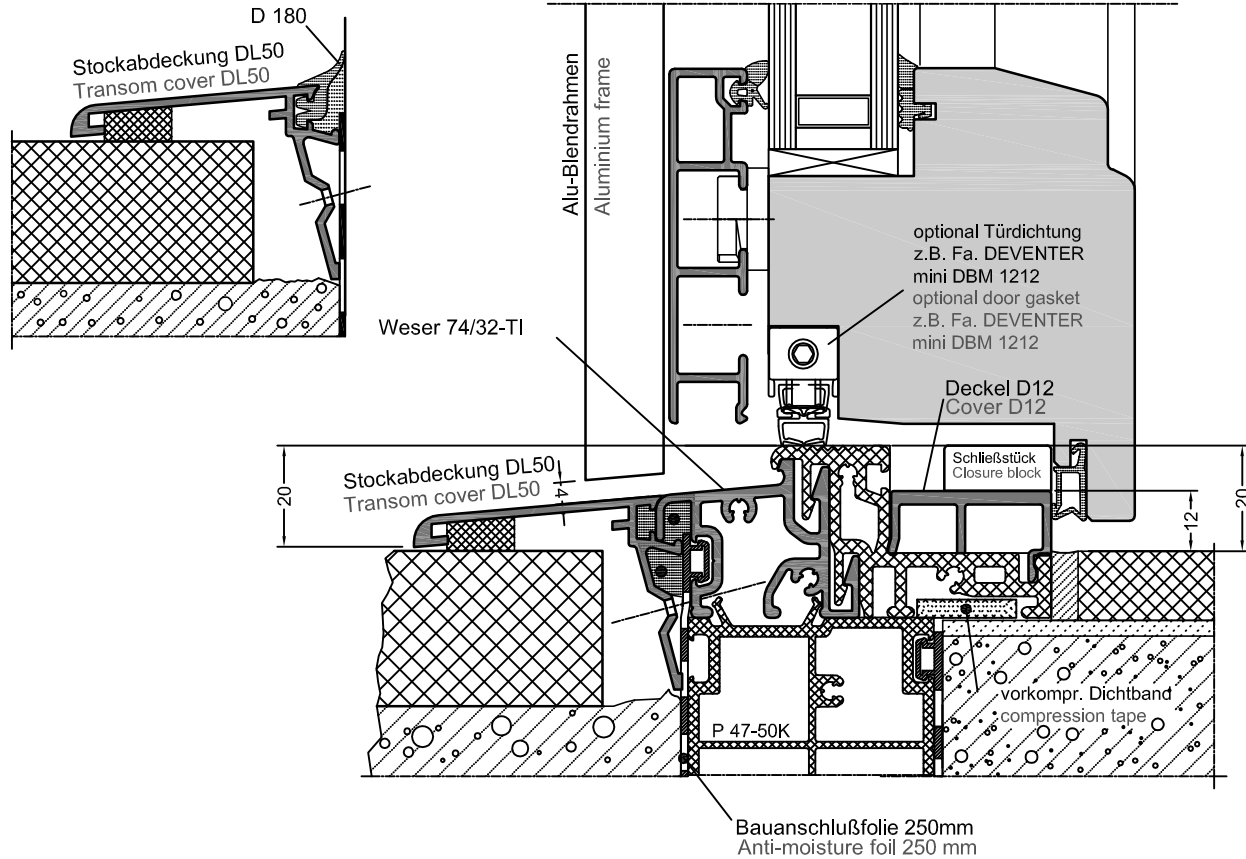 D 180
Stockabdeckung DL50
Transom cover DL50
Alu-Blendrahmen
Aluminium frame
optional Türdichtung
z.B. Fa. DEVENTER
mini DBM 1212
optional door gasket
z.B. Fa. DEVENTER
mini DBM 1212
Weser 74/32-TI
Deckel D12
Cover D12
Schließstück
Closure block
Stockabdeckung DL50
Transom cover DL50
20
4
12
20
vorkompr. Dichtband
compression tape
P 47-50K
Bauanschlußfolie 250mm
Anti-moisture foil 250 mm